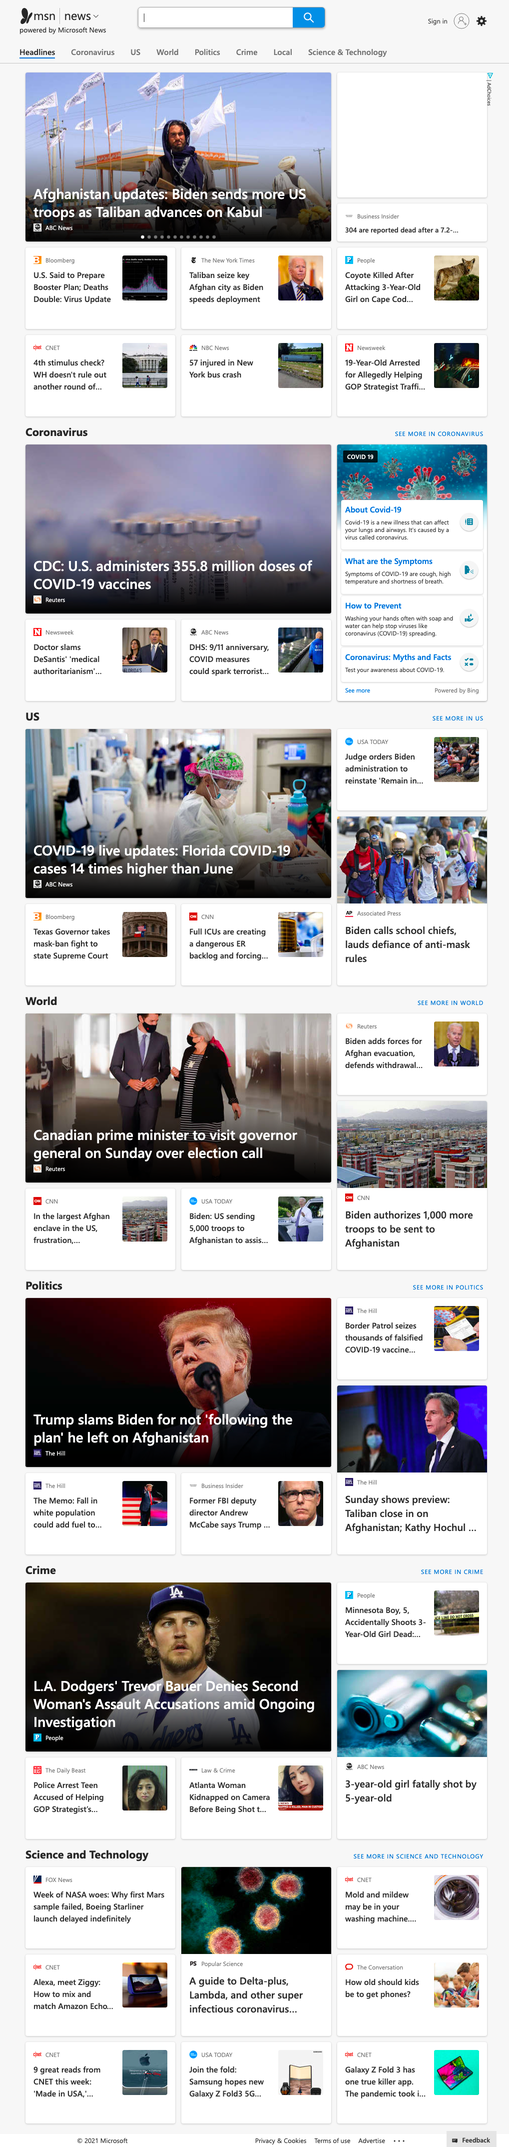 msn | news
powered by Microsoft News
Sign in
Headlines Coronavirus US World Politics Crime Local Science & Technology
AdChoices
Afghanistan updates: Biden sends more US
troops as Taliban advances on Kabul
ABC News
Business Insider
304 are reported dead after a 7.2-...
Bloomberg
U.S. Said to Prepare
Booster Plan; Deaths
Double: Virus Update
The New York Times
Taliban seize key
Afghan city as Biden
speeds deployment
People
Coyote Killed After
Attacking 3-Year-Old
Girl on Cape Cod...
CNET
4th stimulus check?
WH doesn't rule out
another round of...
NBC News
57 injured in New
York bus crash
Newsweek
19-Year-Old Arrested
for Allegedly Helping
GOP Strategist Traffi...
Coronavirus
SEE MORE IN CORONAVIRUS
CDC: U.S. administers 355.8 million doses of
COVID-19 vaccines
Reuters
Newsweek
Doctor slams
DeSantis' 'medical
authoritarianism'...
ABC News
DHS: 9/11 anniversary,
COVID measures
could spark terrorist...
COVID 19
About Covid-19
Covid-19 is a new illness that can affect
your lungs and airways. It's caused by a
virus called coronavirus.
What are the Symptoms
Symptoms of COVID-19 are cough, high
temperature and shortness of breath.
How to Prevent
Washing your hands often with soap and
water can help stop viruses like
coronavirus (COVID-19) spreading.
Coronavirus: Myths and Facts
Test your awareness about COVID-19.
See more
Powered by Bing
US
SEE MORE IN US
COVID-19 live updates: Florida COVID-19
cases 14 times higher than June
ABC News
USA TODAY
Judge orders Biden
administration to
reinstate 'Remain in...
Bloomberg
Texas Governor takes
mask-ban fight to
state Supreme Court
CNN
Full ICUs are creating
a dangerous ER
backlog and forcing...
AP Associated Press
Biden calls school chiefs,
lauds defiance of anti-mask
rules
World
SEE MORE IN WORLD
Canadian prime minister to visit governor
general on Sunday over election call
Reuters
Reuters
Biden adds forces for
Afghan evacuation,
defends withdrawal...
CNN
In the largest Afghan
enclave in the US,
frustration,...
USA TODAY
Biden: US sending
5,000 troops to
Afghanistan to assis...
CNN
Biden authorizes 1,000 more
troops to be sent to
Afghanistan
Politics
SEE MORE IN POLITICS
Trump slams Biden for not 'following the
plan' he left on Afghanistan
The Hill
The Hill
Border Patrol seizes
thousands of falsified
COVID-19 vaccine...
The Hill
The Memo: Fall in
white population
could add fuel to...
Business Insider
Former FBI deputy
director Andrew
McCabe says Trump ...
The Hill
Sunday shows preview:
Taliban close in on
Afghanistan; Kathy Hochul ...
Crime
SEE MORE IN CRIME
L.A. Dodgers' Trevor Bauer Denies Second
Woman's Assault Accusations amid Ongoing
Investigation
People
People
Minnesota Boy, 5,
Accidentally Shoots 3-
Year-Old Girl Dead:...
The Daily Beast
Police Arrest Teen
Accused of Helping
GOP Strategist's...
Law & Crime
Atlanta Woman
Kidnapped on Camera
Before Being Shot t...
ABC News
3-year-old girl fatally shot by
5-year-old
Science and Technology
SEE MORE IN SCIENCE AND TECHNOLOGY
FOX News
Week of NASA woes: Why first Mars
sample failed, Boeing Starliner
launch delayed indefinitely
PS Popular Science
A guide to Delta-plus,
Lambda, and other super
infectious coronavirus...
CNET
Mold and mildew
may be in your
washing machine....
CNET
Alexa, meet Ziggy:
How to mix and
match Amazon Echo...
The Conversation
How old should kids
be to get phones?
CNET
9 great reads from
CNET this week:
'Made in USA,'...
USA TODAY
Join the fold:
Samsung hopes new
Galaxy Z Fold3 5G...
CNET
Galaxy Z Fold 3 has
one true killer app.
The pandemic took i...
© 2021 Microsoft
Privacy & Cookies Terms of use Advertise ...
Feedback